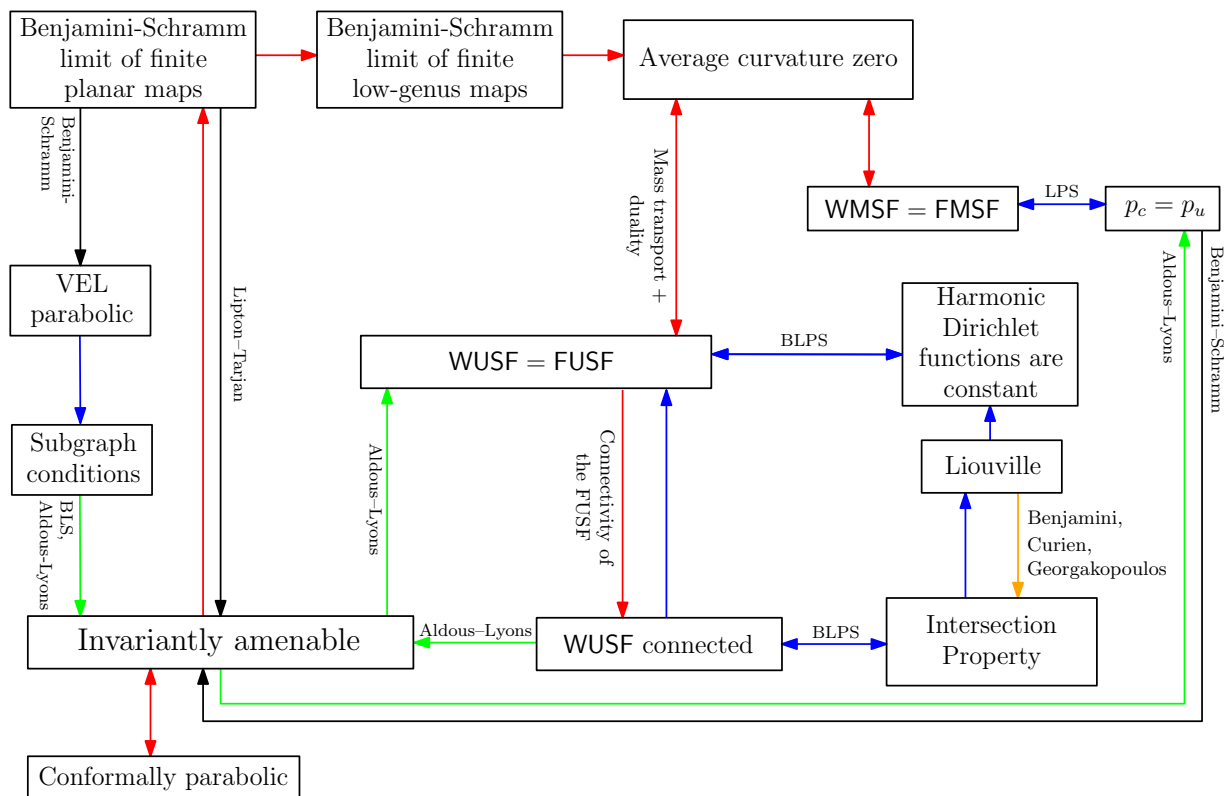 Benjamini-Schramm
limit of finite
planar maps
Benjamini-Schramm
limit of finite
low-genus maps
Average curvature zero
Benjamini-
Schramm
Mass transport +
duality
WMSF = FMSF
LPS
p_c = p_u
VEL
parabolic
Lipton–Tarjan
Aldous–Lyons
Benjamini–Schramm
Harmonic
Dirichlet
functions are
constant
WUSF = FUSF
BLPS
Subgraph
conditions
Aldous–Lyons
Connectivity of
the FUSF
Liouville
BLS,
Aldous-Lyons
Benjamini,
Curien,
Georgakopoulos
Invariantly amenable
Aldous–Lyons
WUSF connected
BLPS
Intersection
Property
Conformally parabolic